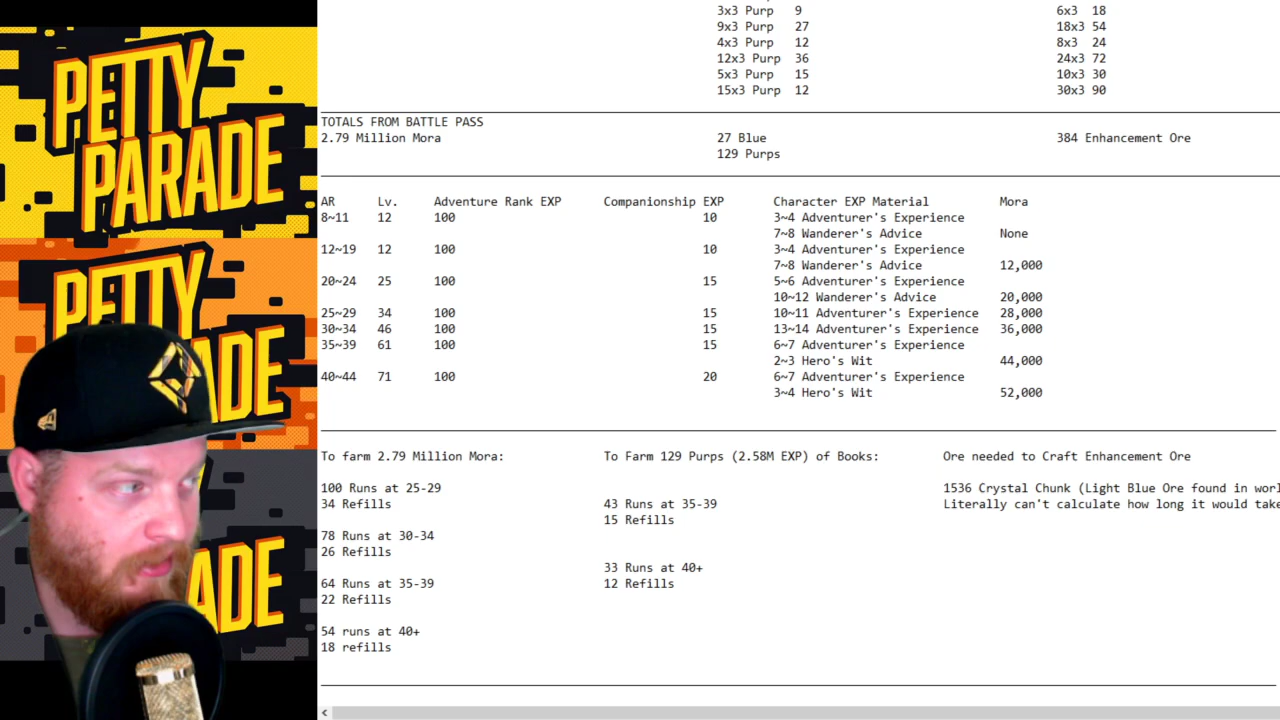 PETTY
PARADE
PETTY
ADE
ADE
3x3 Purp 9 6x3 18
9x3 Purp 27 18x3 54
4x3 Purp 12 8x3 24
12x3 Purp 36 24x3 72
5x3 Purp 15 10x3 30
15x3 Purp 12 30x3 90
TOTALS FROM BATTLE PASS
2.79 Million Mora 27 Blue 384 Enhancement Ore
129 Purps
AR Lv. Adventure Rank EXP Companionship EXP Character EXP Material Mora
8~11 12 100 10 3~4 Adventurer's Experience
7~8 Wanderer's Advice None
12~19 12 100 10 3~4 Adventurer's Experience
7~8 Wanderer's Advice 12,000
20~24 25 100 15 5~6 Adventurer's Experience
10~12 Wanderer's Advice 20,000
25~29 34 100 15 10~11 Adventurer's Experience 28,000
30~34 46 100 15 13~14 Adventurer's Experience 36,000
35~39 61 100 15 6~7 Adventurer's Experience
2~3 Hero's Wit 44,000
40~44 71 100 20 6~7 Adventurer's Experience
3~4 Hero's Wit 52,000
To farm 2.79 Million Mora: To Farm 129 Purps (2.58M EXP) of Books: Ore needed to Craft Enhancement Ore
100 Runs at 25-29 1536 Crystal Chunk (Light Blue Ore found in worl
34 Refills 43 Runs at 35-39 Literally can't calculate how long it would take
15 Refills
78 Runs at 30-34
26 Refills
33 Runs at 40+
64 Runs at 35-39 12 Refills
22 Refills
54 runs at 40+
18 refills